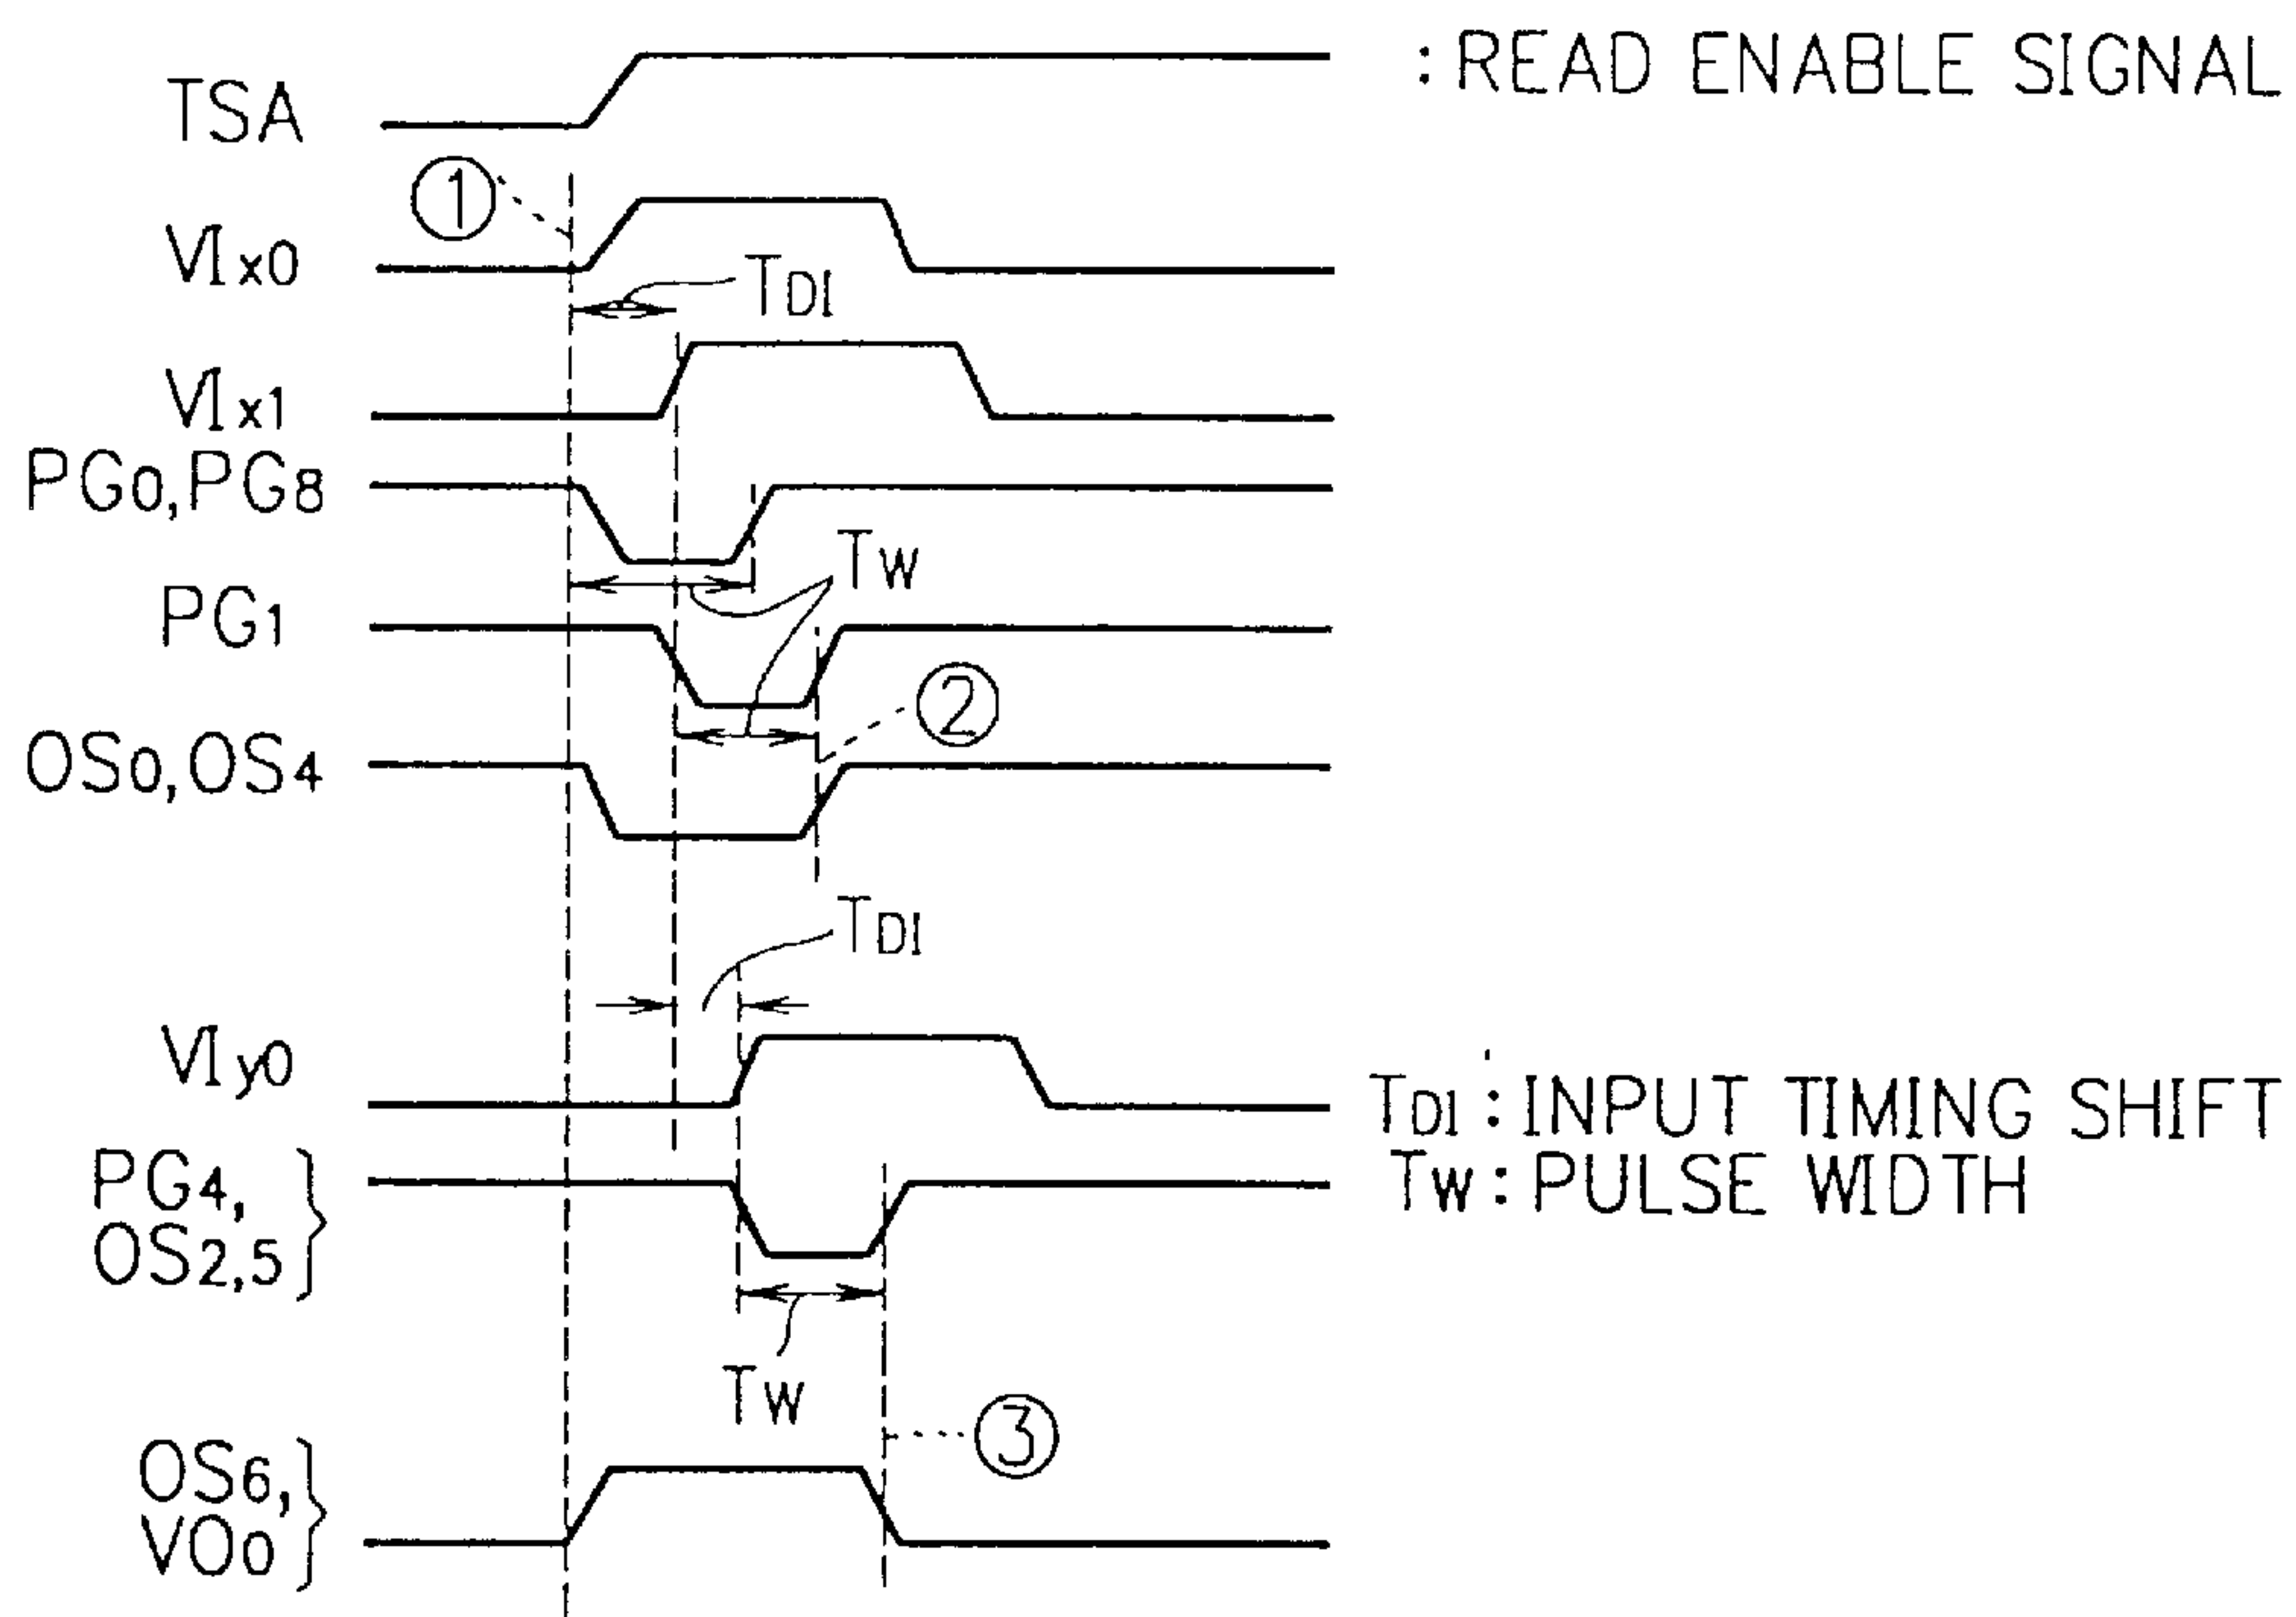 TSA
: READ ENABLE SIGNAL
①
VIx0
TDI
VIx1
PG0,PG8
TW
PG1
②
OS0,OS4
TDI
VIy0
TDI : INPUT TIMING SHIFT
PG4,
OS2,5
TW : PULSE WIDTH
TW
③
OS6,
VO0